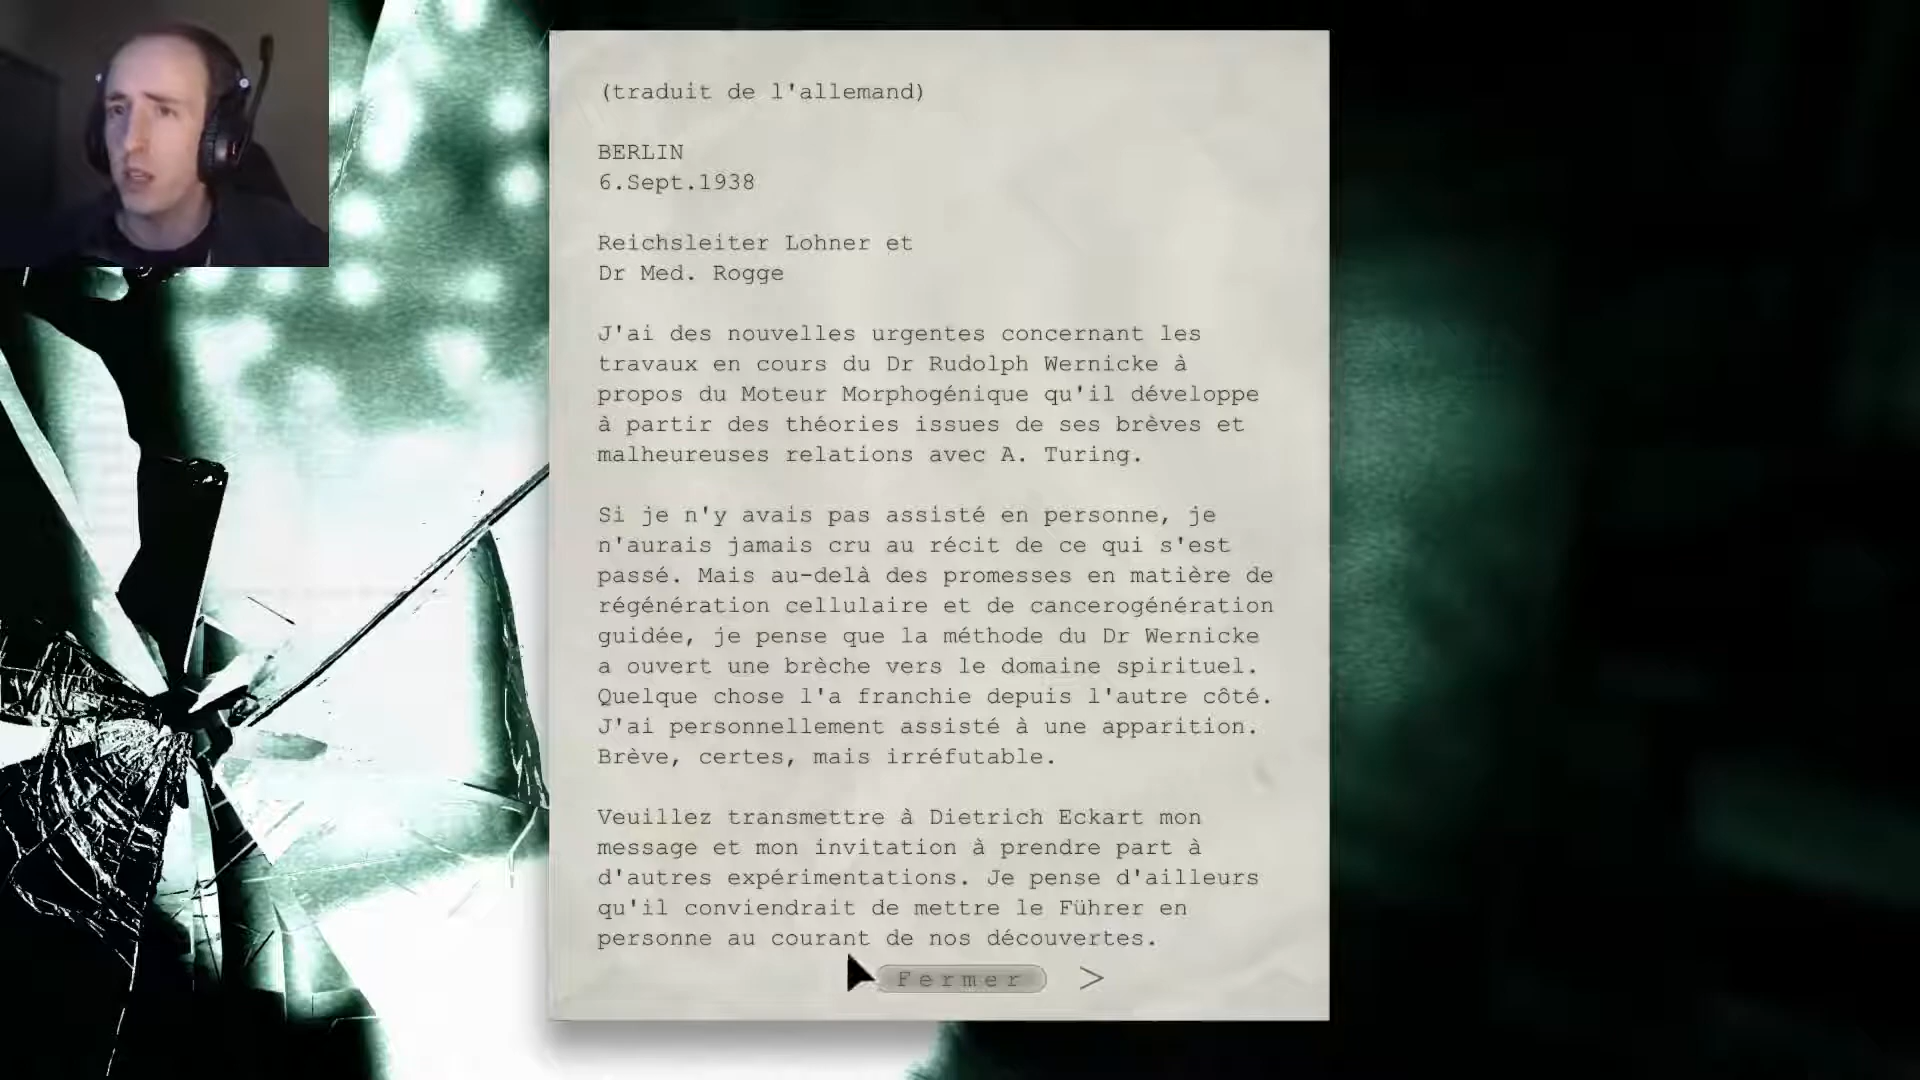 (traduit de l'allemand)
BERLIN
6.Sept.1938
Reichsleiter Lohner et
Dr Med. Rogge
J'ai des nouvelles urgentes concernant les
travaux en cours du Dr Rudolph Wernicke à
propos du Moteur Morphogénique qu'il développe
à partir des théories issues de ses brèves et
malheureuses relations avec A. Turing.
Si je n'y avais pas assisté en personne, je
n'aurais jamais cru au récit de ce qui s'est
passé. Mais au-delà des promesses en matière de
régénération cellulaire et de cancerogénération
guidée, je pense que la méthode du Dr Wernicke
a ouvert une brèche vers le domaine spirituel.
Quelque chose l'a franchie depuis l'autre côté.
J'ai personnellement assisté à une apparition.
Brève, certes, mais irréfutable.
Veuillez transmettre à Dietrich Eckart mon
message et mon invitation à prendre part à
d'autres expérimentations. Je pense d'ailleurs
qu'il conviendrait de mettre le Führer en
personne au courant de nos découvertes.
Fermer >